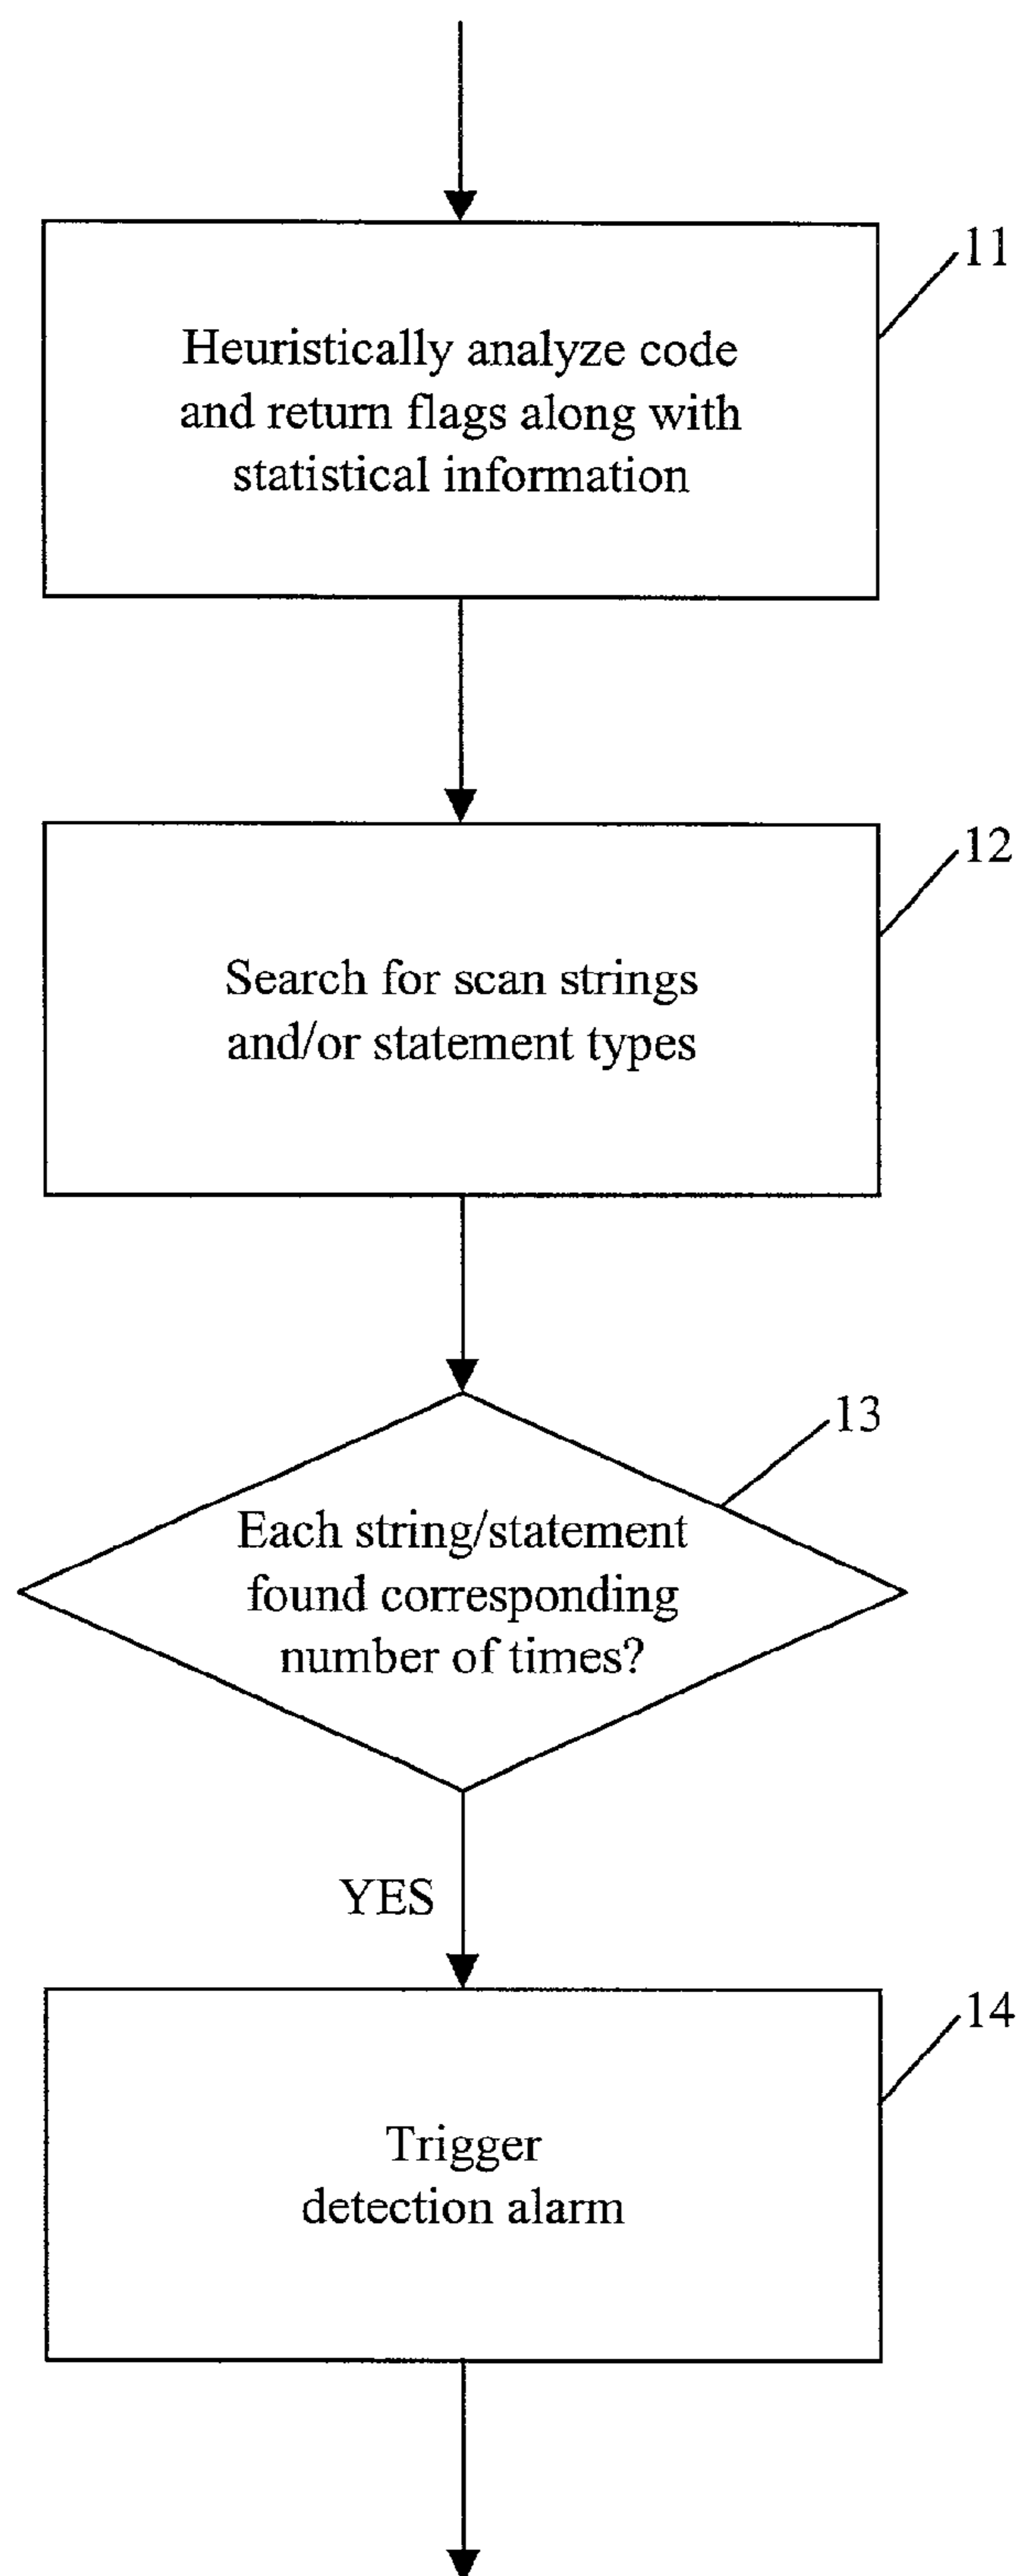 11
Heuristically analyze code
and return flags along with
statistical information
12
Search for scan strings
and/or statement types
13
Each string/statement
found corresponding
number of times?
YES
14
Trigger
detection alarm